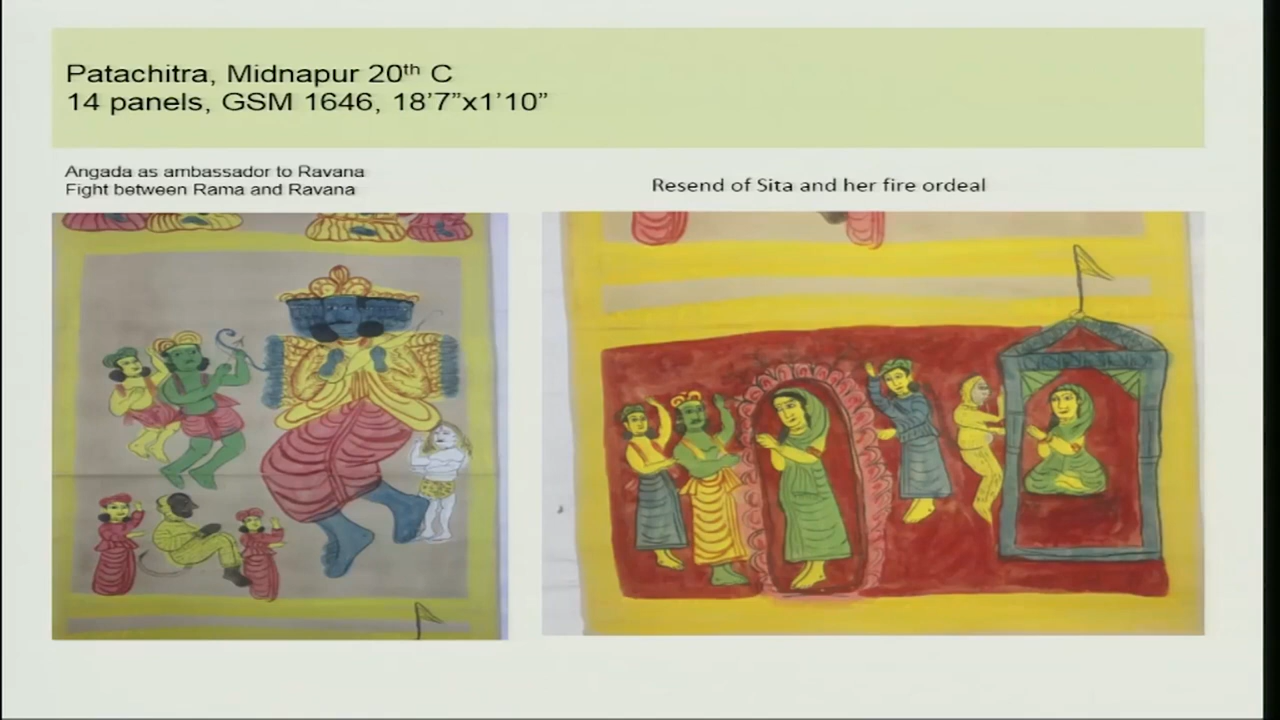 Patachitra, Midnapur 20th C
14 panels, GSM 1646, 18’7”x1’10”
Angada as ambassador to Ravana
Fight between Rama and Ravana
Resend of Sita and her fire ordeal